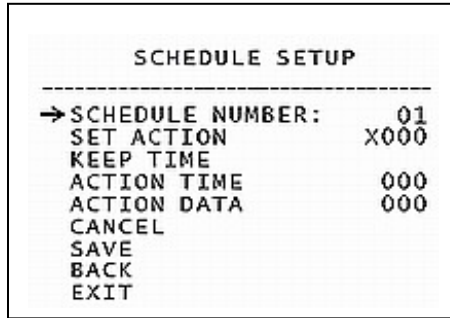 SCHEDULE SETUP
→SCHEDULE NUMBER: 01
SET ACTION X000
KEEP TIME
ACTION TIME 000
ACTION DATA 000
CANCEL
SAVE
BACK
EXIT